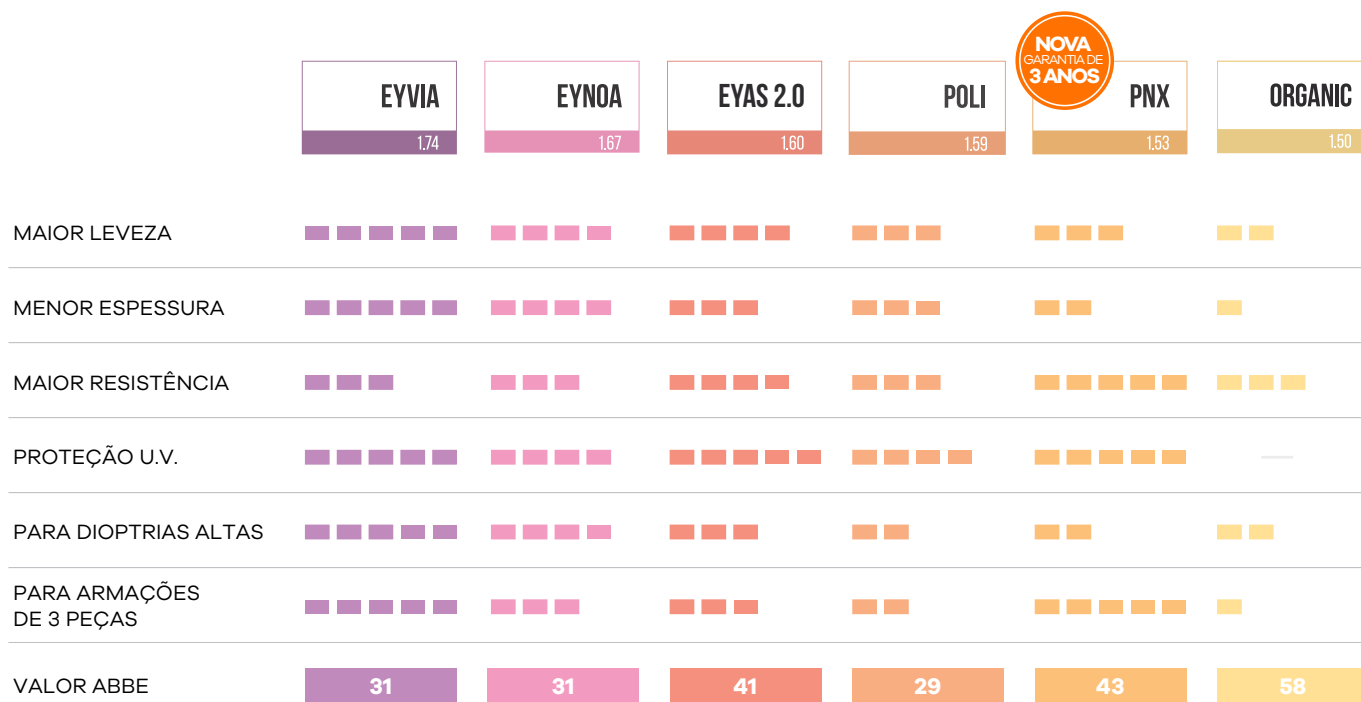 NOVA
GARANTIA DE
3 ANOS
EYVIA
EYNOA
EYAS 2.0
POLI
PNX
ORGANIC
1.74
1.67
1.60
1.59
1.53
1.50
MAIOR LEVEZA
MENOR ESPESSURA
MAIOR RESISTÊNCIA
PROTEÇÃO U.V.
PARA DIOPTRIAS ALTAS
PARA ARMAÇÕES
DE 3 PEÇAS
VALOR ABBE
31
31
41
29
43
58